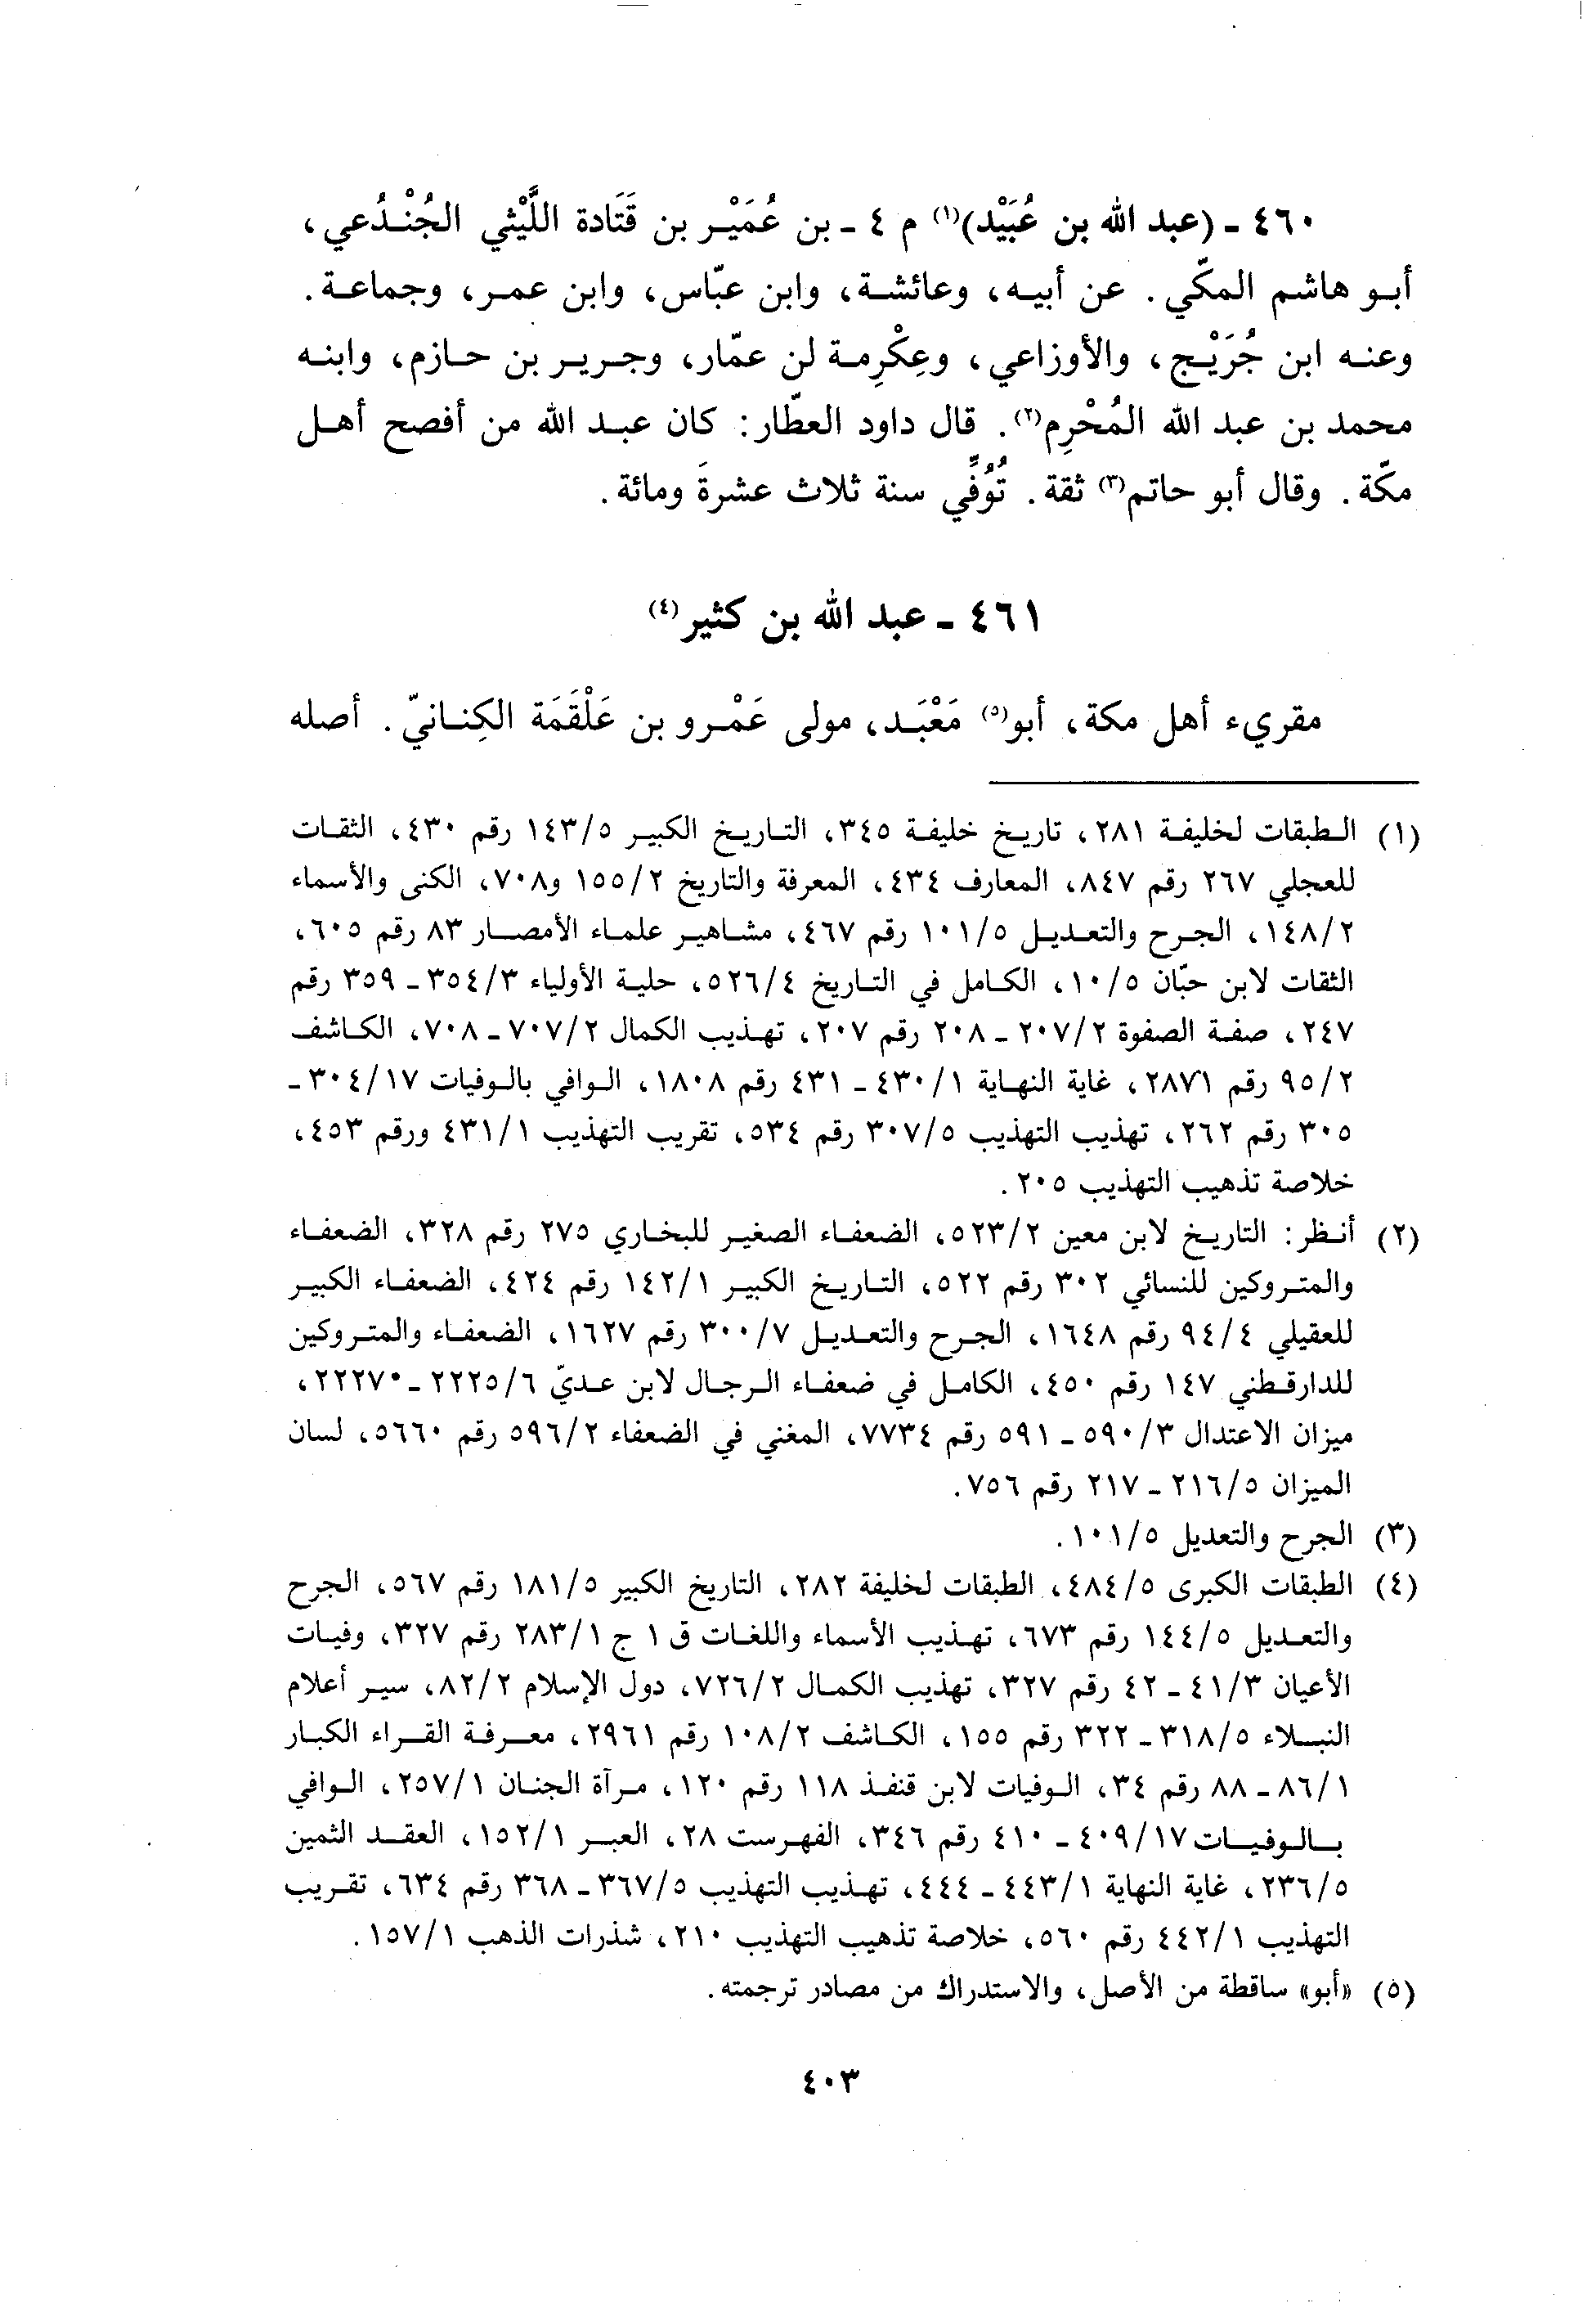 ٤٦٠ - (عبد الله بن عُبَيْد)(١) م ٤ - بن عُمَيْر بن قَتَادة اللَّيْثي الجُنْدُعي،
أبو هاشم المكّي. عن أبيه، وعائشة، وابن عبّاس، وابن عمر، وجماعة.
وعنه ابن جُرَيْج، والأوزاعي، وعِكْرِمة لن عمّار، وجرير بن حازم، وابنه
محمد بن عبد الله المُحْرِم(٢). قال داود العطّار: كان عبد الله من أفصح أهل
مكّة. وقال أبو حاتم(٣) ثقة. تُوُفِّي سنة ثلاث عشرةَ ومائة.
٤٦١ - عبد الله بن كثير(٤)
مقريء أهل مكة، أبو(٥) مَعْبَد، مولى عَمْرو بن عَلْقَمَة الكِنانيّ. أصله
(١) الطبقات لخليفة ٢٨١، تاريخ خليفة ٣٤٥، التاريخ الكبير ١٤٣/٥ رقم ٤٣٠، الثقات
للعجلي ٢٦٧ رقم ٨٤٧، المعارف ٤٣٤، المعرفة والتاريخ ١٥٥/٢ و٧٠٨، الكنى والأسماء
١٤٨/٢، الجرح والتعديل ١٠١/٥ رقم ٤٦٧، مشاهير علماء الأمصار ٨٣ رقم ٦٠٥،
الثقات لابن حبّان ١٠/٥، الكامل في التاريخ ٥٢٦/٤، حلية الأولياء ٣٥٤/٣ - ٣٥٩ رقم
٢٤٧، صفة الصفوة ٢٠٧/٢ - ٢٠٨ رقم ٢٠٧، تهذيب الكمال ٧٠٧/٢ - ٧٠٨، الكاشف
٩٥/٢ رقم ٢٨٧١، غاية النهاية ٤٣٠/١ - ٤٣١ رقم ١٨٠٨، الوافي بالوفيات ٣٠٤/١٧ -
٣٠٥ رقم ٢٦٢، تهذيب التهذيب ٣٠٧/٥ رقم ٥٣٤، تقريب التهذيب ٤٣١/١ ورقم ٤٥٣،
خلاصة تذهيب التهذيب ٢٠٥.
(٢) أنظر: التاريخ لابن معين ٥٢٣/٢، الضعفاء الصغير للبخاري ٢٧٥ رقم ٣٢٨، الضعفاء
والمتروكين للنسائي ٣٠٢ رقم ٥٢٢، التاريخ الكبير ١٤٢/١ رقم ٤٢٤، الضعفاء الكبير
للعقيلي ٩٤/٤ رقم ١٦٤٨، الجرح والتعديل ٣٠٠/٧ رقم ١٦٢٧، الضعفاء والمتروكين
للدارقطني ١٤٧ رقم ٤٥٠، الكامل في ضعفاء الرجال لابن عديّ ٢٢٢٥/٦ - ٢٢٢٧،
ميزان الاعتدال ٥٩٠/٣ - ٥٩١ رقم ٧٧٣٤، المغني في الضعفاء ٥٩٦/٢ رقم ٥٦٦٠، لسان
الميزان ٢١٦/٥ - ٢١٧ رقم ٧٥٦.
(٣) الجرح والتعديل ١٠١/٥.
(٤) الطبقات الكبرى ٤٨٤/٥، الطبقات لخليفة ٢٨٢، التاريخ الكبير ١٨١/٥ رقم ٥٦٧، الجرح
والتعديل ١٤٤/٥ رقم ٦٧٣، تهذيب الأسماء واللغات ق ١ ج ٢٨٣/١ رقم ٣٢٧، وفيات
الأعيان ٤١/٣ - ٤٢ رقم ٣٢٧، تهذيب الكمال ٧٢٦/٢، دول الإسلام ٨٢/٢، سير أعلام
النبلاء ٣١٨/٥ - ٣٢٢ رقم ١٥٥، الكاشف ١٠٨/٢ رقم ٢٩٦١، معرفة القراء الكبار
٨٦/١ - ٨٨ رقم ٣٤، الوفيات لابن قنفذ ١١٨ رقم ١٢٠، مرآة الجنان ٢٥٧/١، الوافي
بالوفيات ٤٠٩/١٧ - ٤١٠ رقم ٣٤٦، الفهرست ٢٨، العبر ١٥٢/١، العقد الثمين
٢٣٦/٥، غاية النهاية ٤٤٣/١ - ٤٤٤، تهذيب التهذيب ٣٦٧/٥ - ٣٦٨ رقم ٦٣٤، تقريب
التهذيب ٤٤٢/١ رقم ٥٦٠، خلاصة تذهيب التهذيب ٢١٠، شذرات الذهب ١٥٧/١.
(٥) «أبو» ساقطة من الأصل، والاستدراك من مصادر ترجمته.
٤٠٣